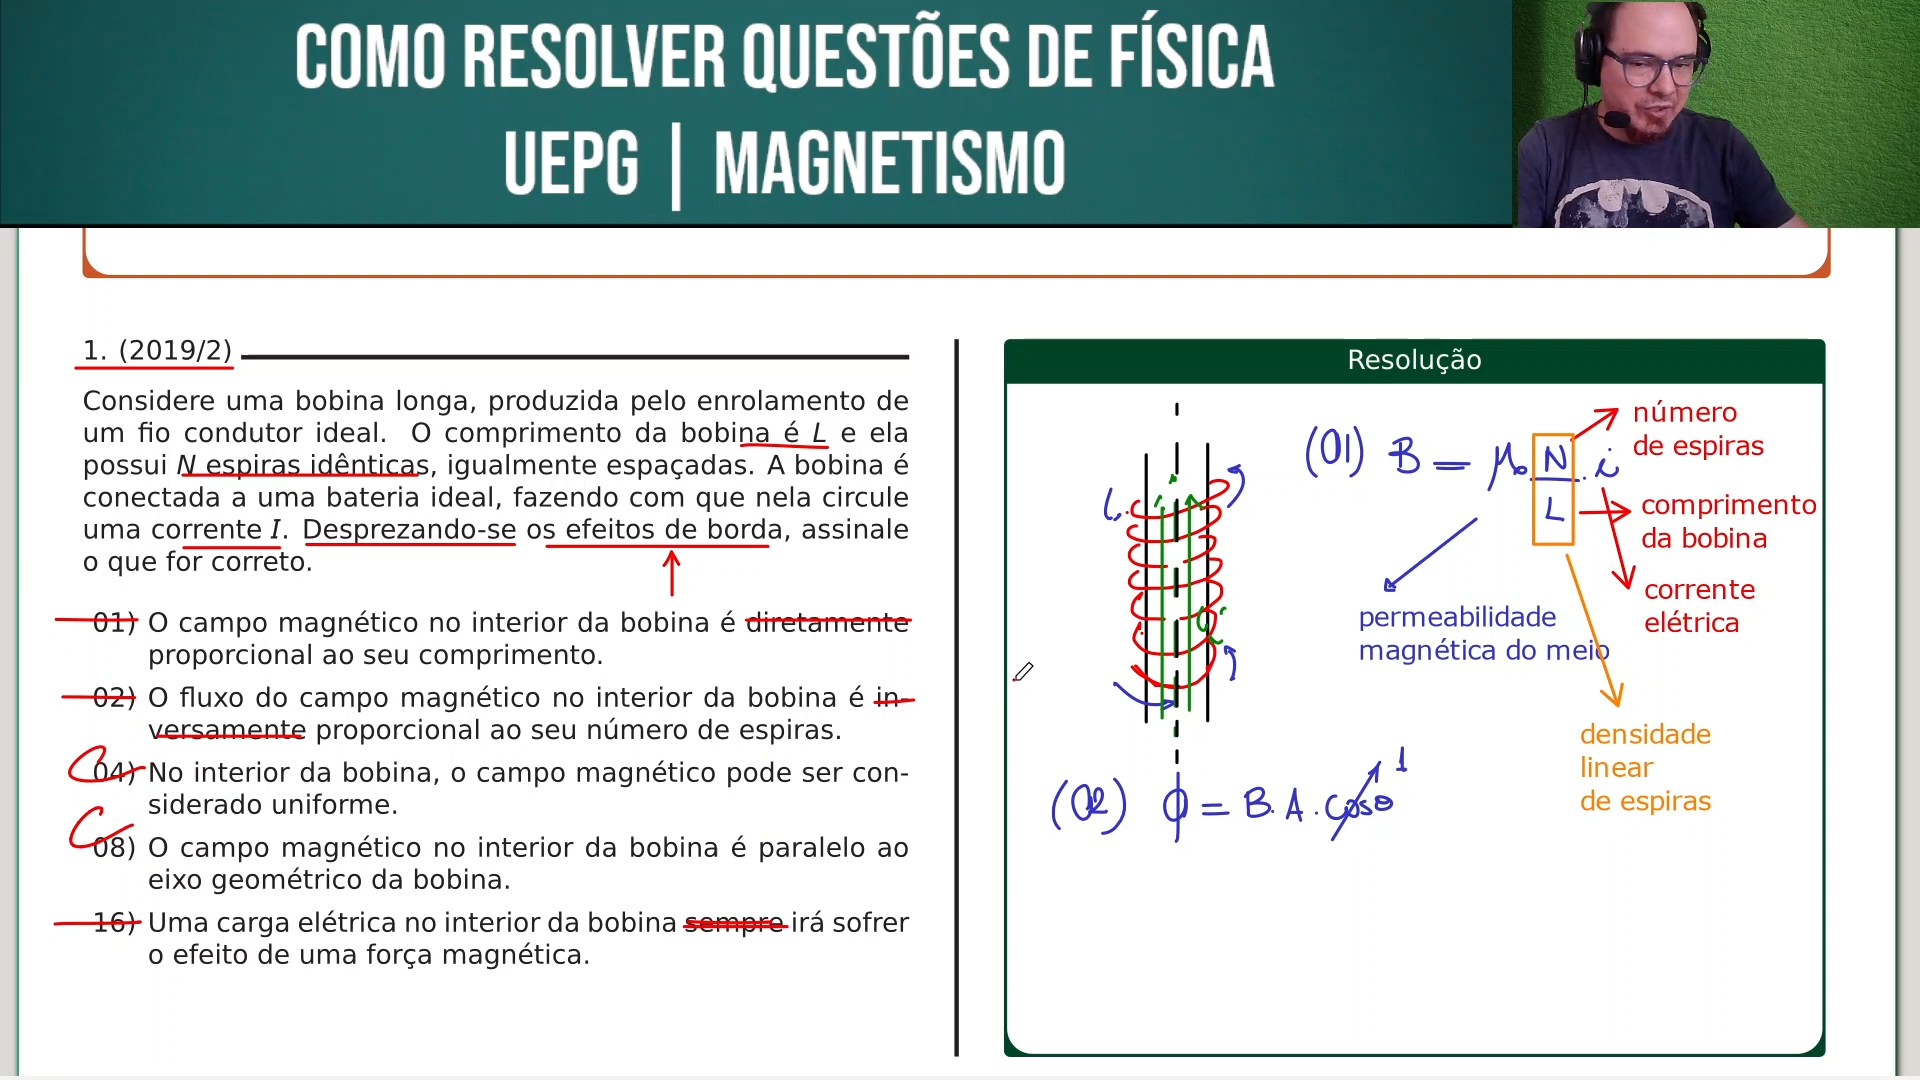 COMO RESOLVER QUESTÕES DE FÍSICA
UEPG | MAGNETISMO
1. (2019/2)
Considere uma bobina longa, produzida pelo enrolamento de
um fio condutor ideal. O comprimento da bobina é L e ela
possui N espiras idênticas, igualmente espaçadas. A bobina é
conectada a uma bateria ideal, fazendo com que nela circule
uma corrente I. Desprezando-se os efeitos de borda, assinale
o que for correto.
01) O campo magnético no interior da bobina é diretamente
proporcional ao seu comprimento.
02) O fluxo do campo magnético no interior da bobina é in-
versamente proporcional ao seu número de espiras.
04) No interior da bobina, o campo magnético pode ser con-
siderado uniforme.
08) O campo magnético no interior da bobina é paralelo ao
eixo geométrico da bobina.
16) Uma carga elétrica no interior da bobina sempre irá sofrer
o efeito de uma força magnética.
Resolução
(01) B = μ₀ N/L . i
número
de espiras
comprimento
da bobina
corrente
elétrica
permeabilidade
magnética do meio
densidade
linear
de espiras
(02) ϕ = B. A. cosθ 1